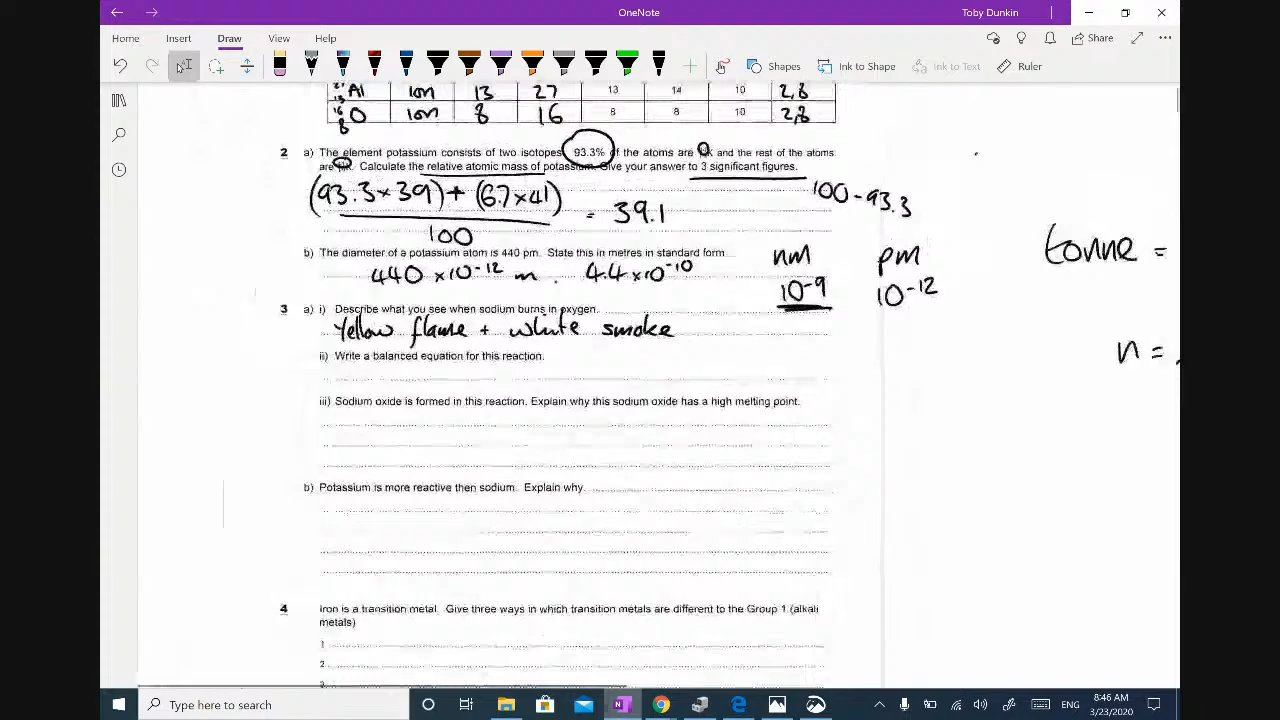 OneNote
Toby Dunkin
Home Insert Draw View Help
Share
Shapes Ink to Shape Ink to Text Ruler
Al Ion 13 27 13 14 10 2,8
16 8 O Ion 8 16 8 8 10 2,8
2 a) The element potassium consists of two isotopes 93.3% of the atoms are and the rest of the atoms
are Calculate the relative atomic mass of potassium. Give your answer to 3 significant figures.
(93.3 × 39) + (6.7 × 41)
100
= 39.1
100 - 93.3
b) The diameter of a potassium atom is 440 pm. State this in metres in standard form
440 × 10⁻¹² m . 4.4 × 10⁻¹⁰
nm pm
10⁻⁹ 10⁻¹²
tonne =
n =
3 a) i) Describe what you see when sodium burns in oxygen.
Yellow flame + white smoke
ii) Write a balanced equation for this reaction.
iii) Sodium oxide is formed in this reaction. Explain why this sodium oxide has a high melting point.
b) Potassium is more reactive then sodium. Explain why.
4 Iron is a transition metal. Give three ways in which transition metals are different to the Group 1 (alkali
metals)
1
2
3
Type here to search
ENG
8:46 AM
3/23/2020